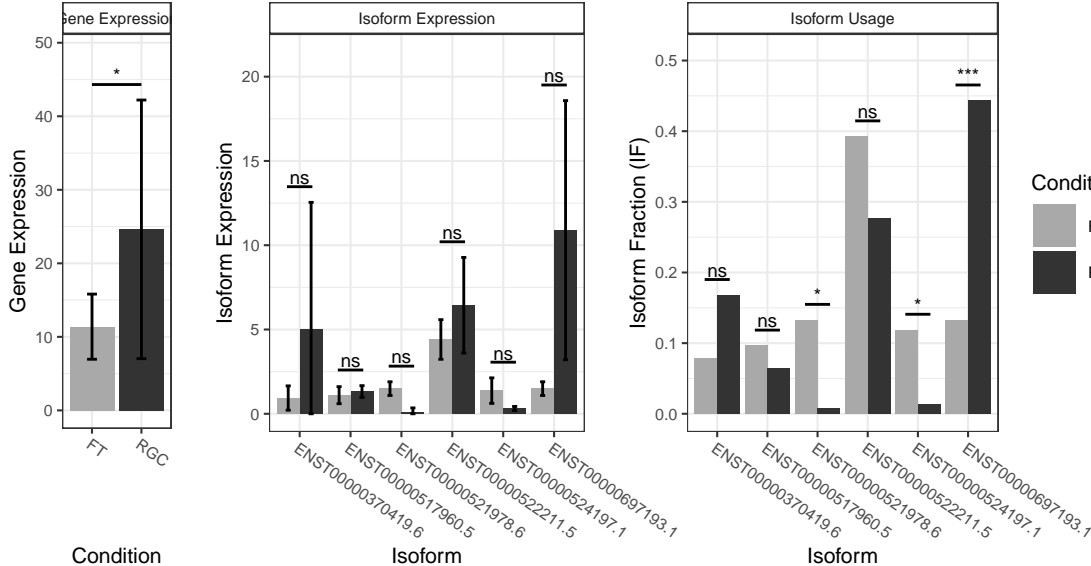 Gene Expression
Isoform Expression
Isoform Usage
Gene Expression
50
40
30
20
10
0
*
FT
RGC
Condition
Isoform Expression
20
15
10
5
0
ns
ns
ns
ns
ns
ns
ENST00000370419.6
ENST00000517960.5
ENST00000521978.6
ENST00000522211.5
ENST00000524197.1
ENST00000697193.1
Isoform
Isoform Fraction (IF)
0.5
0.4
0.3
0.2
0.1
0.0
ns
ns
*
ns
*
***
ENST00000370419.6
ENST00000517960.5
ENST00000521978.6
ENST00000522211.5
ENST00000524197.1
ENST00000697193.1
Isoform
Condit